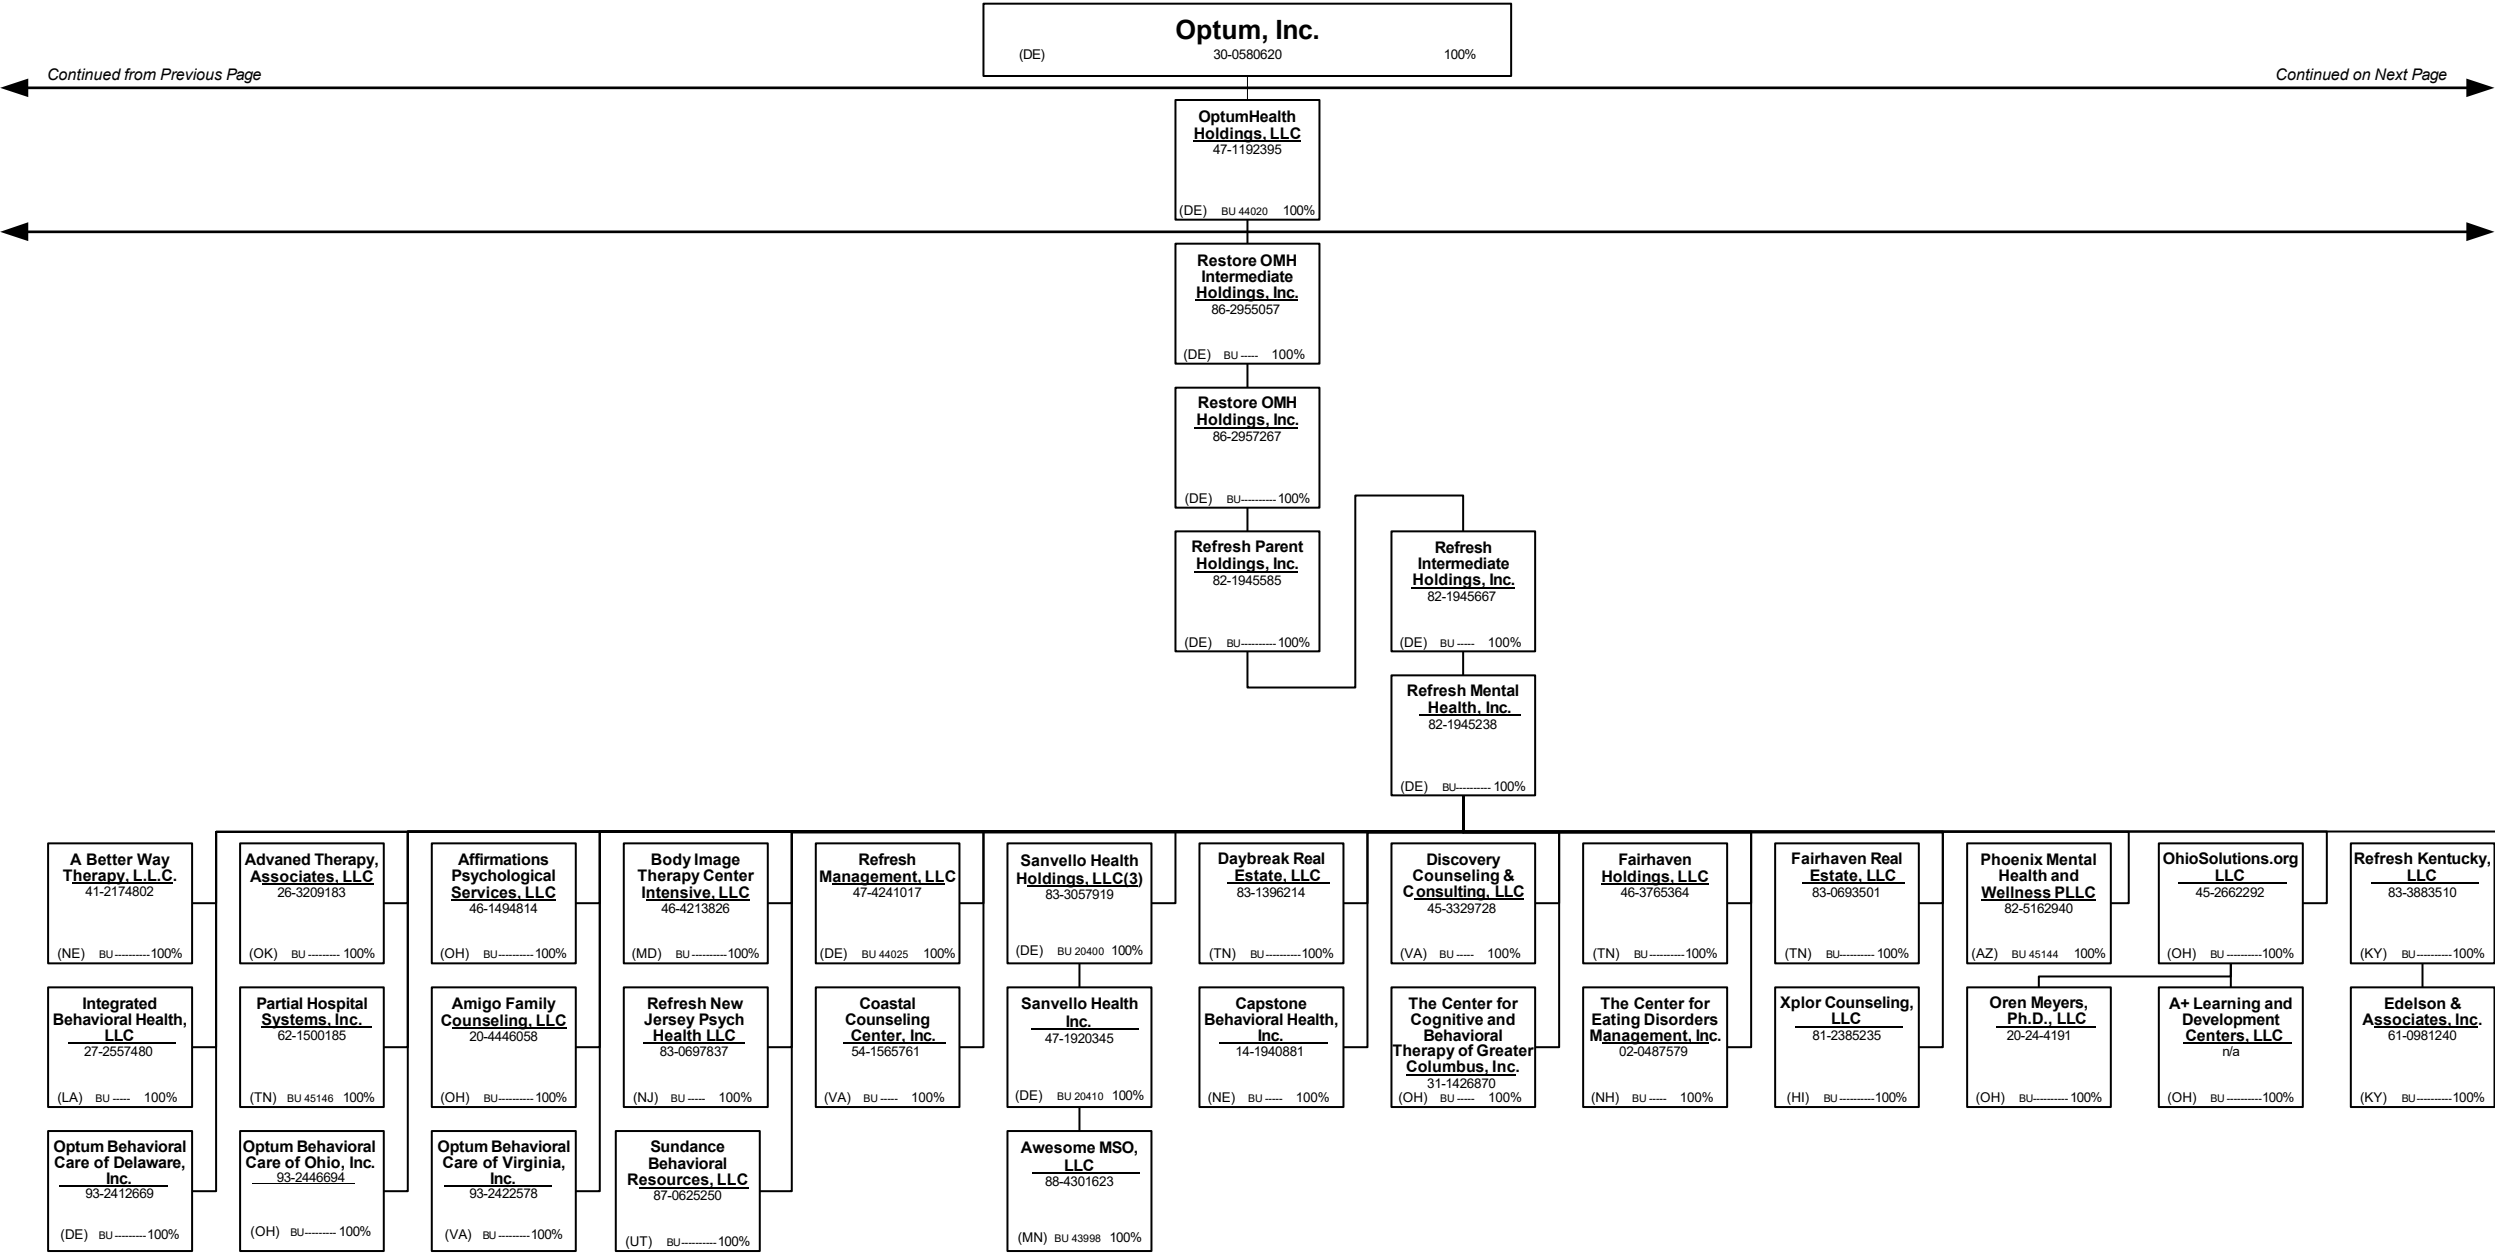 Optum, Inc.
(DE) 30-0580620 100%
Continued from Previous Page
Continued on Next Page
OptumHealth
Holdings, LLC
47-1192395
(DE) BU 44020 100%
Restore OMH
Intermediate
Holdings, Inc.
86-2955057
(DE) BU ----- 100%
Restore OMH
Holdings, Inc.
86-2957267
(DE) BU---------- 100%
Refresh Parent
Holdings, Inc.
82-1945585
(DE) BU---------- 100%
Refresh
Intermediate
Holdings, Inc.
82-1945667
(DE) BU ----- 100%
Refresh Mental
Health, Inc.
82-1945238
(DE) BU---------- 100%
A Better Way
Therapy, L.L.C.
41-2174802
(NE) BU ----------100%
Advaned Therapy,
Associates, LLC
26-3209183
(OK) BU --------- 100%
Affirmations
Psychological
Services, LLC
46-1494814
(OH) BU----------100%
Body Image
Therapy Center
Intensive, LLC
46-4213826
(MD) BU ----------100%
Refresh
Management, LLC
47-4241017
(DE) BU 44025 100%
Sanvello Health
Holdings, LLC(3)
83-3057919
(DE) BU 20400 100%
Daybreak Real
Estate, LLC
83-1396214
(TN) BU----------100%
Discovery
Counseling &
Consulting, LLC
45-3329728
(VA) BU ----- 100%
Fairhaven
Holdings, LLC
46-3765364
(TN) BU----------100%
Fairhaven Real
Estate, LLC
83-0693501
(TN) BU----------100%
Phoenix Mental
Health and
Wellness PLLC
82-5162940
(AZ) BU 45144 100%
OhioSolutions.org
LLC
45-2662292
(OH) BU ----------100%
Refresh Kentucky,
LLC
83-3883510
(KY) BU----------100%
Integrated
Behavioral Health,
LLC
27-2557480
(LA) BU ----- 100%
Partial Hospital
Systems, Inc.
62-1500185
(TN) BU 45146 100%
Amigo Family
Counseling, LLC
20-4446058
(OH) BU----------100%
Refresh New
Jersey Psych
Health LLC
83-0697837
(NJ) BU ----- 100%
Coastal
Counseling
Center, Inc.
54-1565761
(VA) BU ----- 100%
Sanvello Health
Inc.
47-1920345
(DE) BU 20410 100%
Capstone
Behavioral Health,
Inc.
14-1940881
(NE) BU ----- 100%
The Center for
Cognitive and
Behavioral
Therapy of Greater
Columbus, Inc.
31-1426870
(OH) BU ----- 100%
The Center for
Eating Disorders
Management, Inc.
02-0487579
(NH) BU ----- 100%
Xplor Counseling,
LLC
81-2385235
(HI) BU ----------100%
Oren Meyers,
Ph.D., LLC
20-24-4191
(OH) BU----------100%
A+ Learning and
Development
Centers, LLC
n/a
(OH) BU ----------100%
Edelson &
Associates, Inc.
61-0981240
(KY) BU----------100%
Optum Behavioral
Care of Delaware,
Inc.
93-2412669
(DE) BU ---------100%
Optum Behavioral
Care of Ohio, Inc.
93-2446694
(OH) BU--------- 100%
Optum Behavioral
Care of Virginia,
Inc.
93-2422578
(VA) BU ---------100%
Sundance
Behavioral
Resources, LLC
87-0625250
(UT) BU----------100%
Awesome MSO,
LLC
88-4301623
(MN) BU 43998 100%